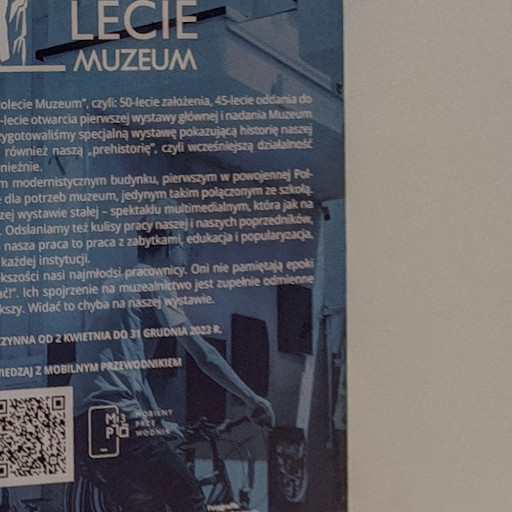 LECIE
MUZEUM
olecie Muzeum", czyli: 50-lecie założenia, 45-lecie oddania do
-lecie otwarcia pierwszej wystawy głównej i nadania Muzeum
zygotowaliśmy specjalną wystawę pokazującą historię naszej
również naszą „prehistorię", czyli wcześniejszą działalność
nieźnie.
m modernistycznym budynku, pierwszym w powojennej Pol-
e dla potrzeb muzeum, jedynym takim połączonym ze szkołą.
zej wystawie stałej – spektaklu multimedialnym, która jak na
. Odsłaniamy też kulisy pracy naszej i naszych poprzedników,
nasza praca to praca z zabytkami, edukacja i popularyzacja,
każdej instytucji.
kszości nasi najmłodsi pracownicy. Oni nie pamiętają epoki
ać!". Ich spojrzenie na muzealnictwo jest zupełnie odmienne
kszy. Widać to chyba na naszej wystawie.
ZYNNA OD 2 KWIETNIA DO 31 GRUDNIA 2023 R.
IEDZAJ Z MOBILNYM PRZEWODNIKIEM
MOBILNY
PRZE
WODNIK